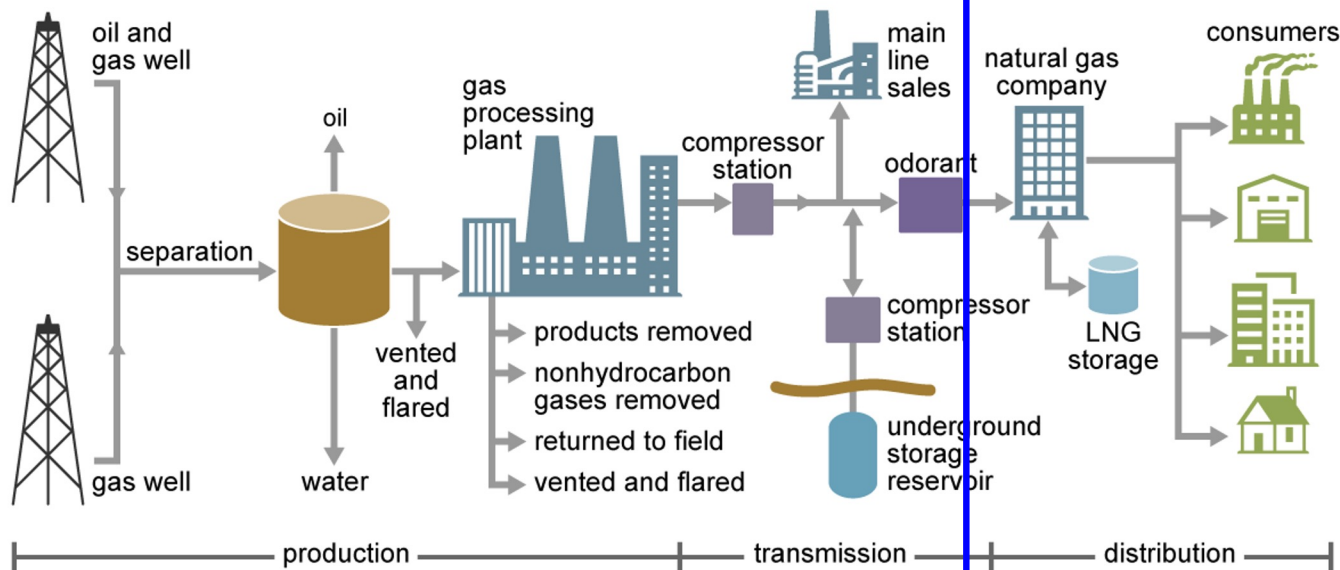 oil and
gas well
oil
separation
vented
and
flared
water
gas well
gas
processing
plant
products removed
nonhydrocarbon
gases removed
returned to field
vented and flared
compressor
station
main
line
sales
odorant
compressor
station
underground
storage
reservoir
natural gas
company
LNG
storage
consumers
production
transmission
distribution